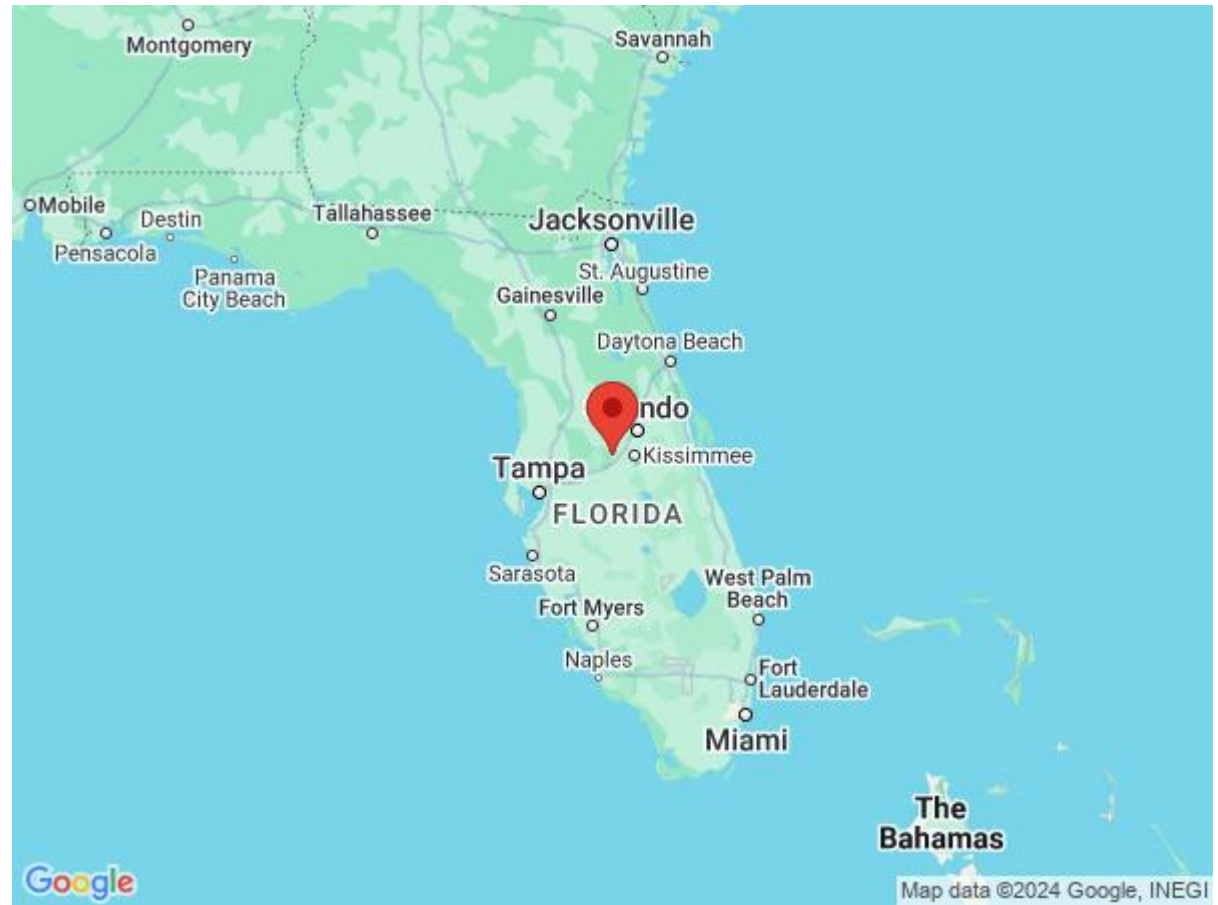 Montgomery
Savannah
Mobile
Destin
Tallahassee
Jacksonville
Pensacola
Panama
City Beach
St. Augustine
Gainesville
Daytona Beach
ndo
Kissimmee
Tampa
FLORIDA
Sarasota
West Palm
Beach
Fort Myers
Naples
Fort
Lauderdale
Miami
The
Bahamas
Google
Map data ©2024 Google, INEGI